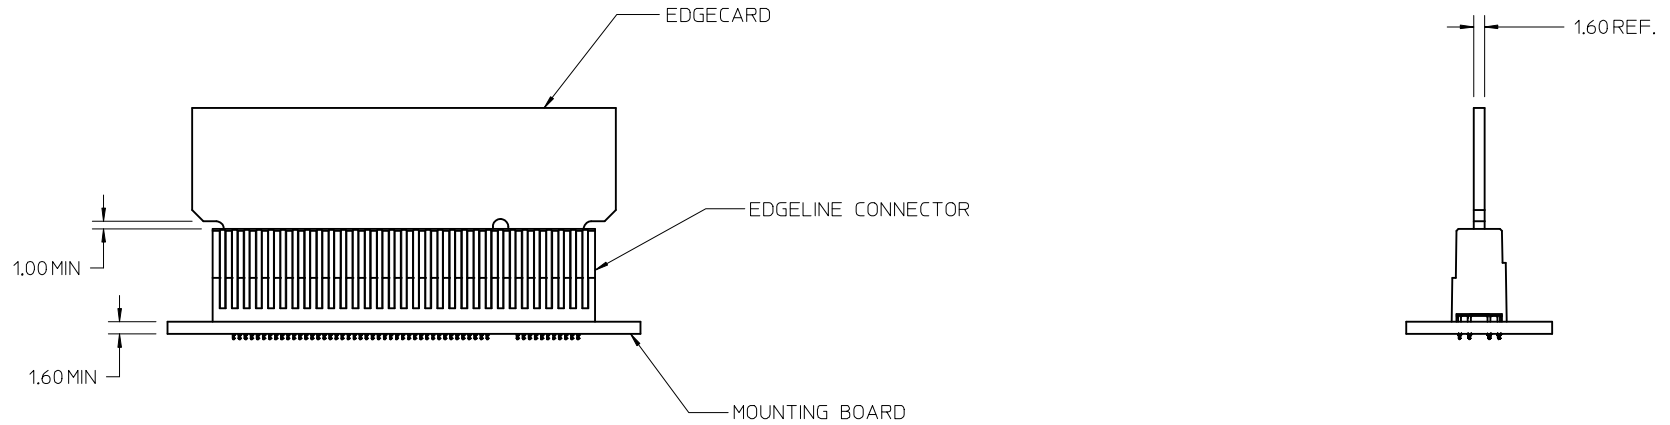 EDGECARD
1.60 REF.
EDGELINE CONNECTOR
1.00 MIN
1.60 MIN
MOUNTING BOARD